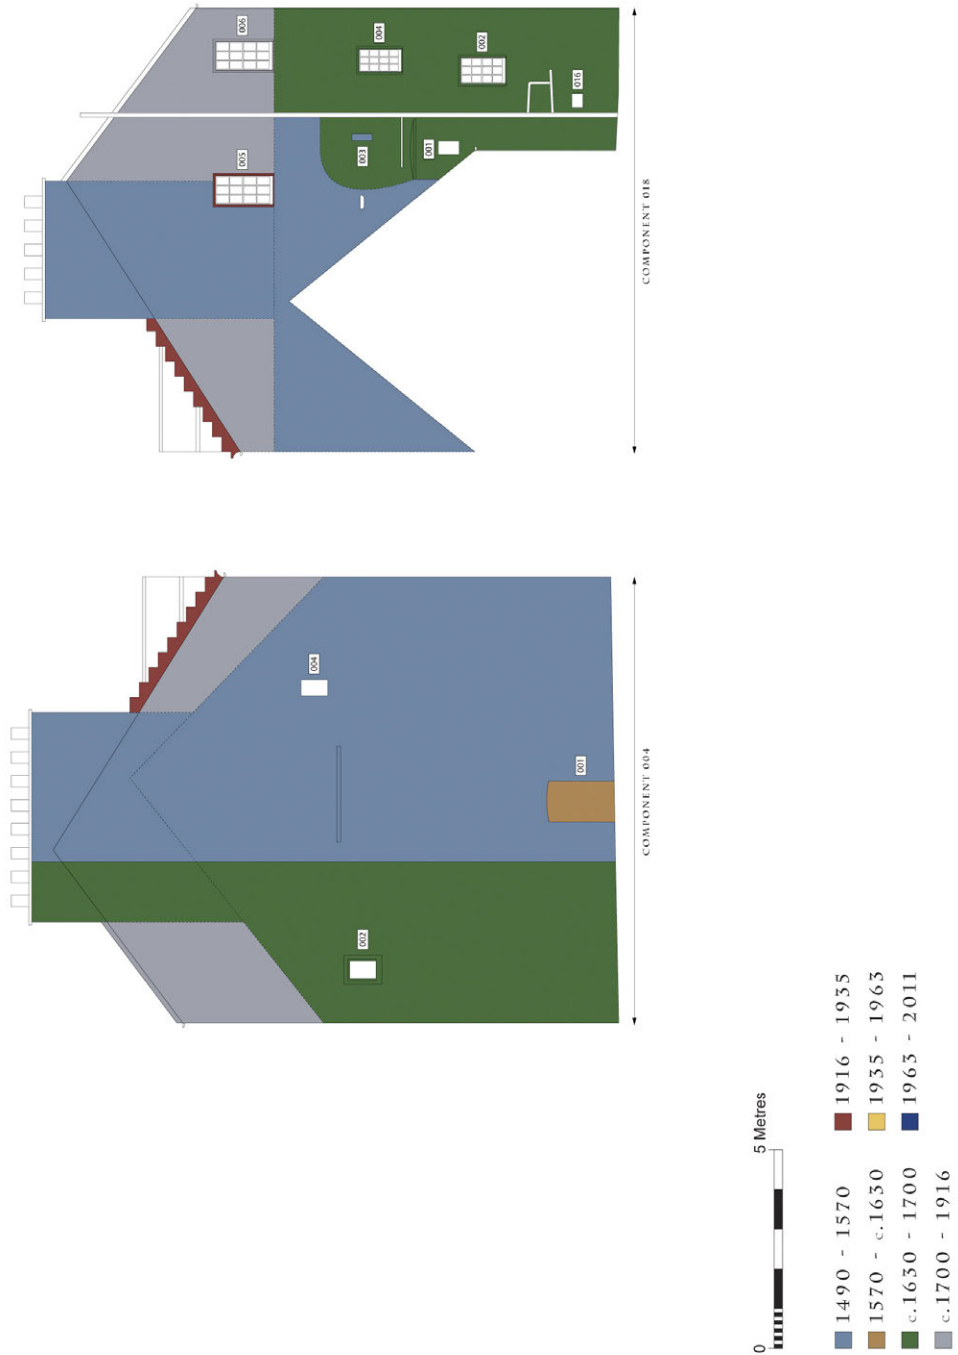 004
002
001
COMPONENT 004
005
006
003
004
001
002
016
COMPONENT 018
0
5 Metres
1490 - 1570
1570 - c.1630
c.1630 - 1700
c.1700 - 1916
1916 - 1935
1935 - 1963
1963 - 2011